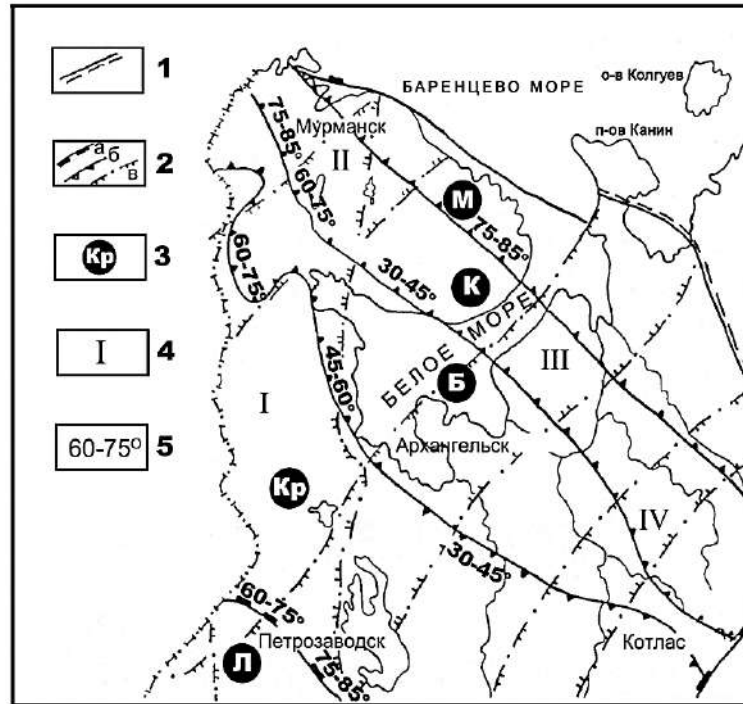 1
а б в 2
Кр 3
I 4
60-75° 5
БАРЕНЦЕВО МОРЕ
о-в Колгуев
п-ов Канин
Мурманск
75-85°
II
60-75°
М
75-85°
60-75°
30-45°
К
БЕЛОЕ МОРЕ
III
45-60°
I
Б
Архангельск
Кр
IV
30-45°
60-75°
Петрозаводск
Котлас
Л
75-85°